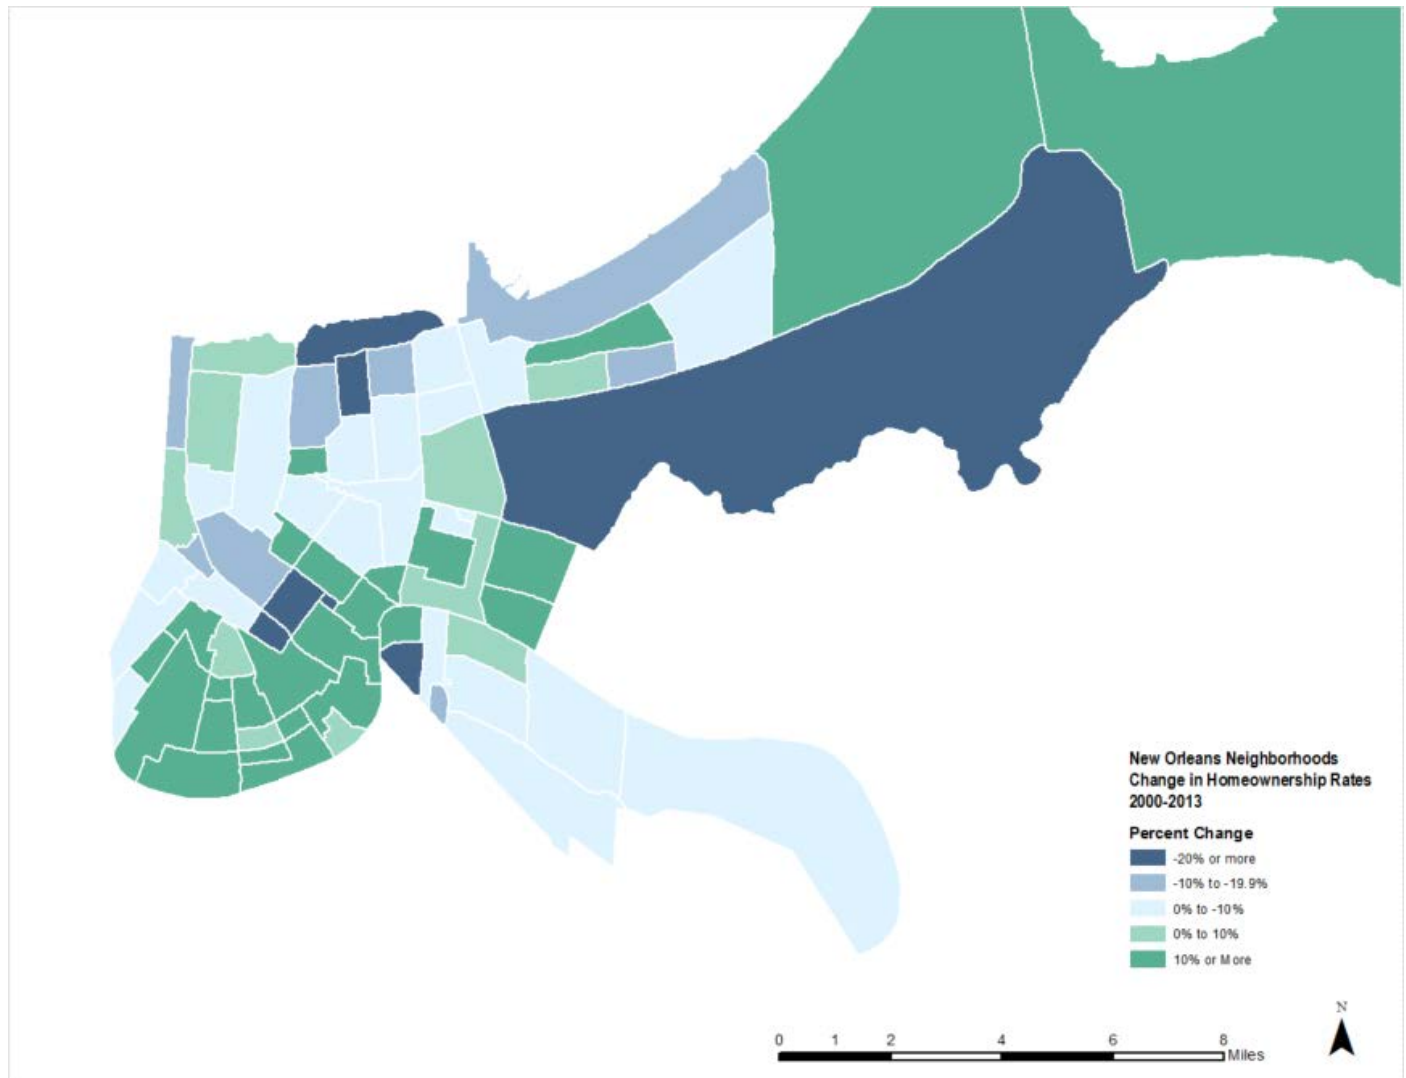 New Orleans Neighborhoods
Change in Homeownership Rates
2000-2013
Percent Change
-20% or more
-10% to -19.9%
0% to -10%
0% to 10%
10% or More
N
0 1 2 4 6 8
Miles